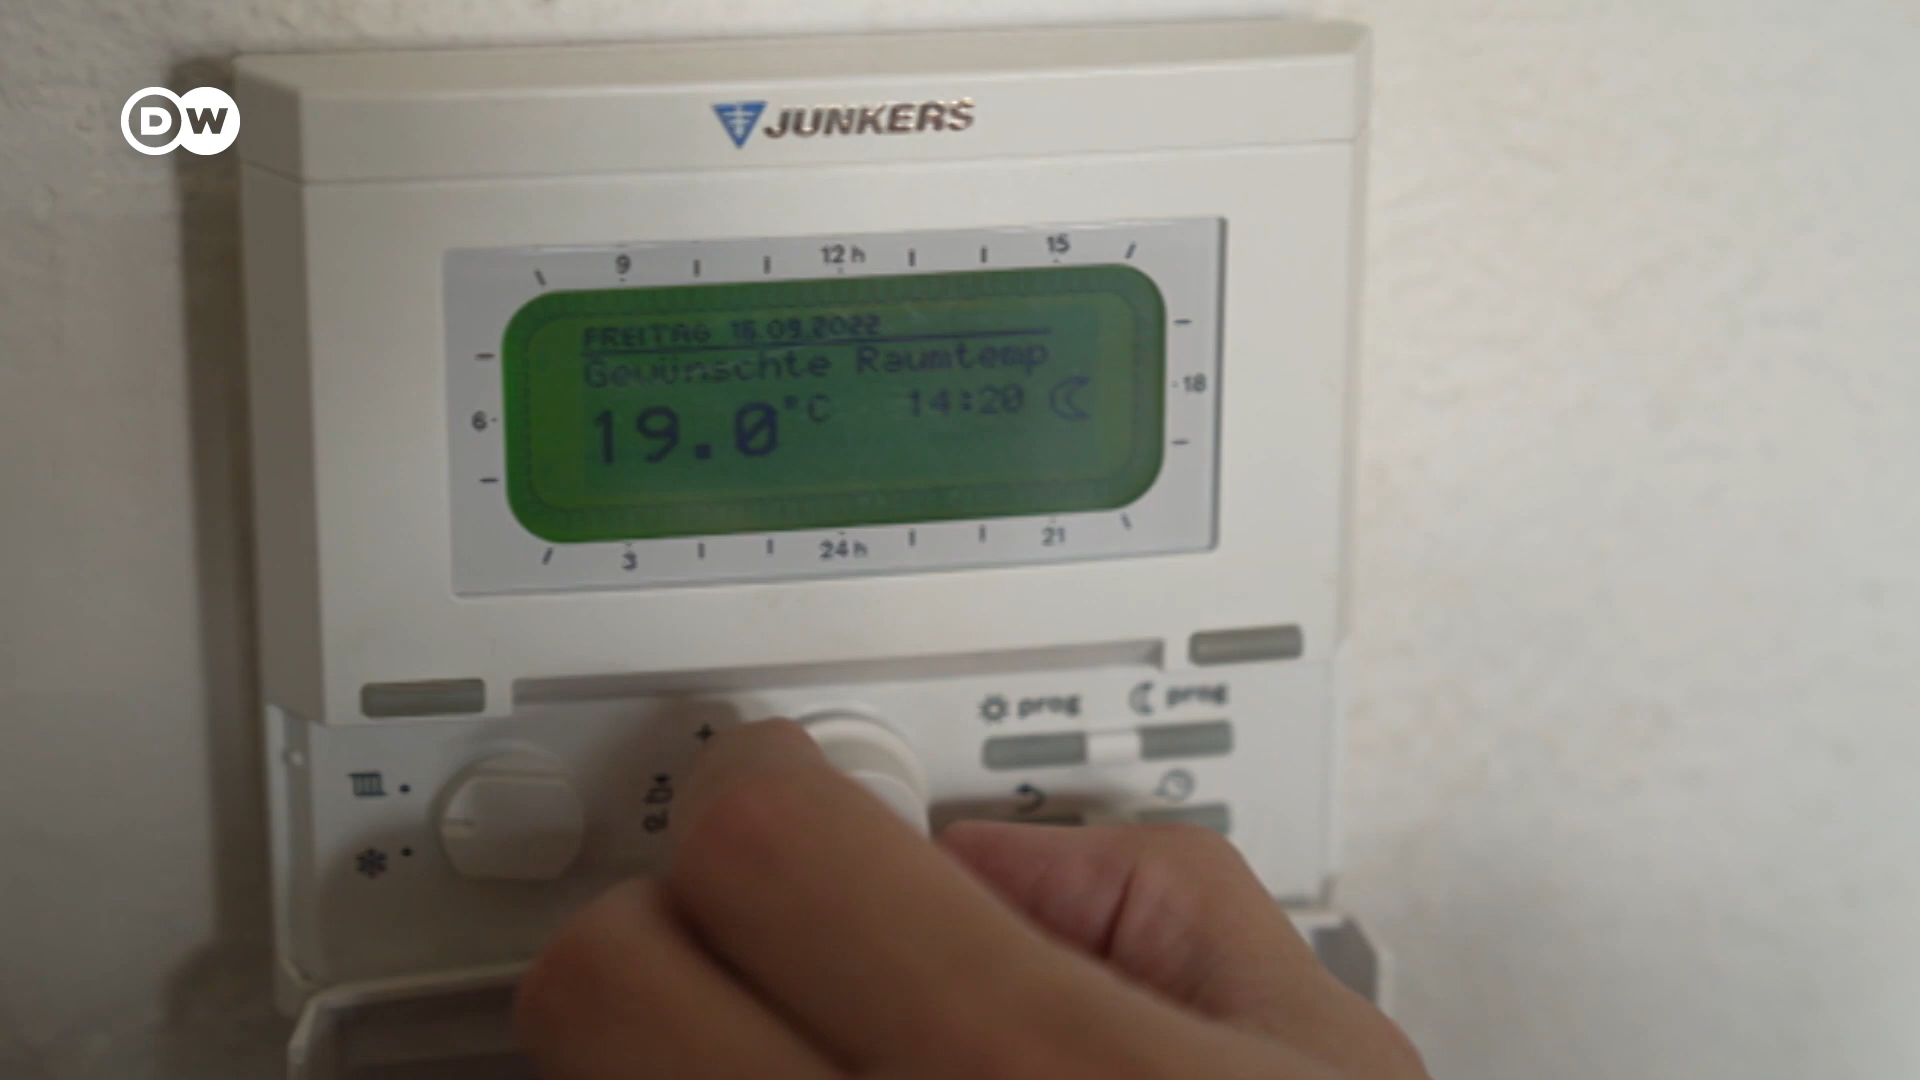 DW
JUNKERS
9 12h 15
FREITAG 16.09.2022
Gewünschte Raumtemp
19.0°C 14:20
6 18
3 24h 21
prog prog
+